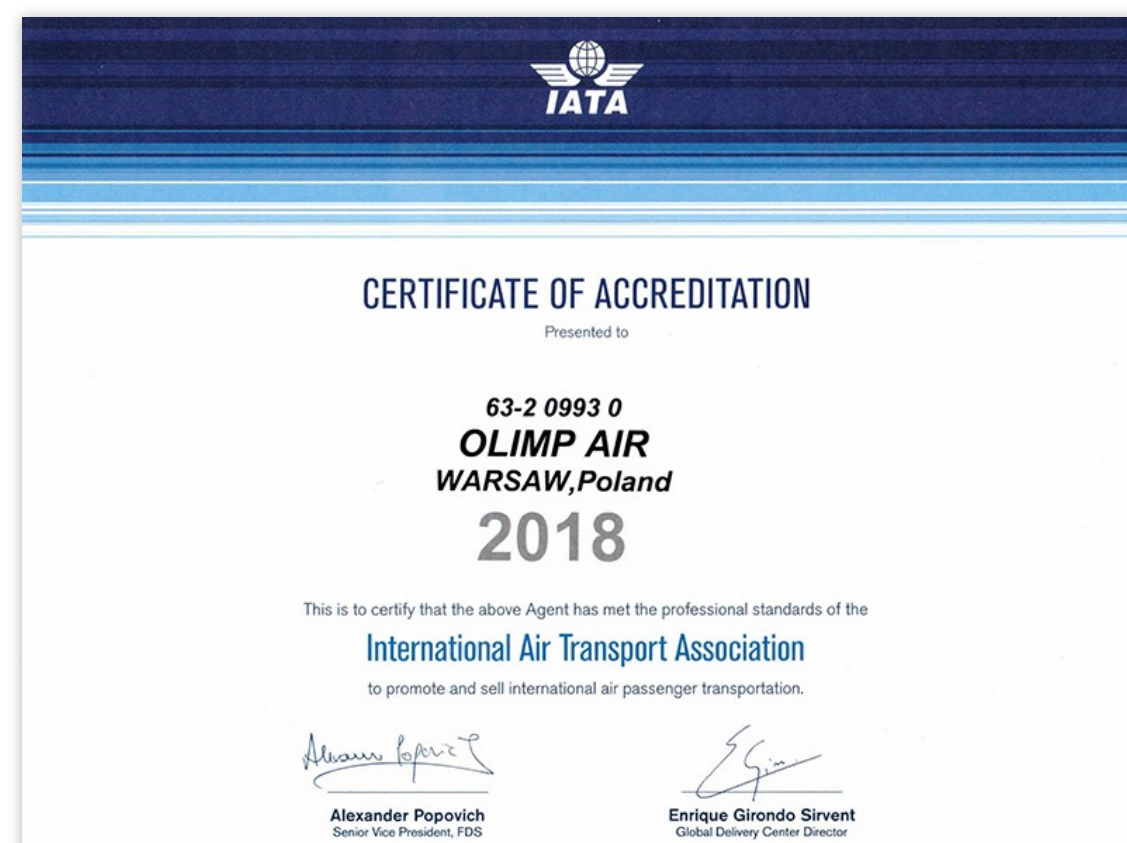 IATA
CERTIFICATE OF ACCREDITATION
Presented to
63-2 0993 0
OLIMP AIR
WARSAW,Poland
2018
This is to certify that the above Agent has met the professional standards of the
International Air Transport Association
to promote and sell international air passenger transportation.
Alexander Popovich
Enrique Girondo Sirvent
Senior Vice President, FDS
Global Delivery Center Director